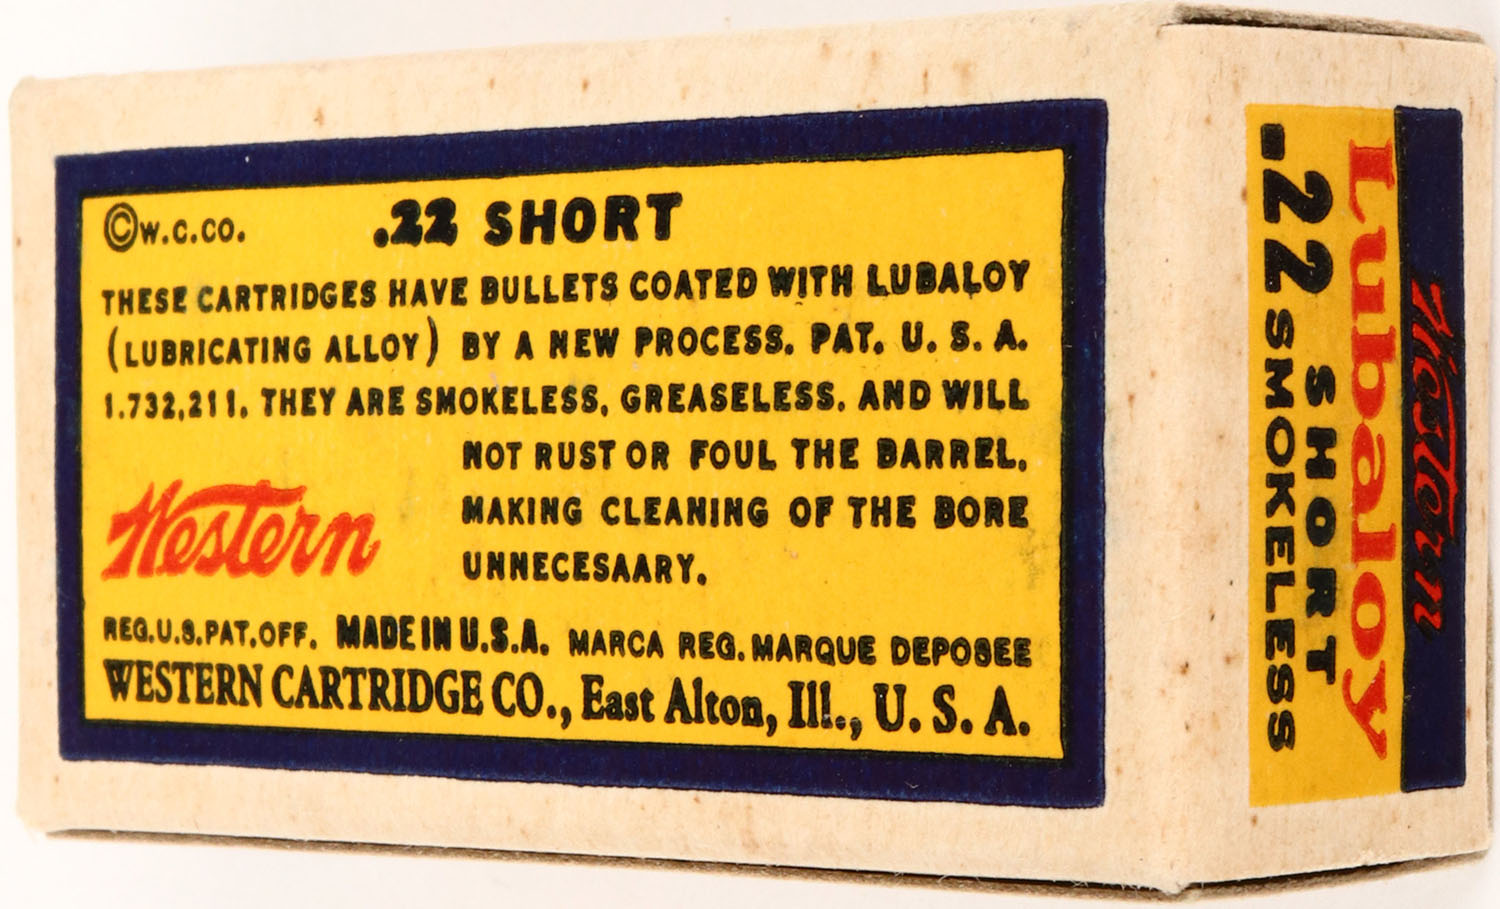 ©W.C.CO.
.22 SHORT
THESE CARTRIDGES HAVE BULLETS COATED WITH LUBALOY
(LUBRICATING ALLOY) BY A NEW PROCESS. PAT. U. S. A.
1.732,211. THEY ARE SMOKELESS, GREASELESS. AND WILL
NOT RUST OR FOUL THE BARREL,
MAKING CLEANING OF THE BORE
UNNECESAARY.
Western
REG.U.S.PAT.OFF. MADE IN U.S.A. MARCA REG. MARQUE DEPOSEE
WESTERN CARTRIDGE CO., East Alton, Ill., U. S. A.
Western
Lubaloy
.22 SHORT
.22 SMOKELESS